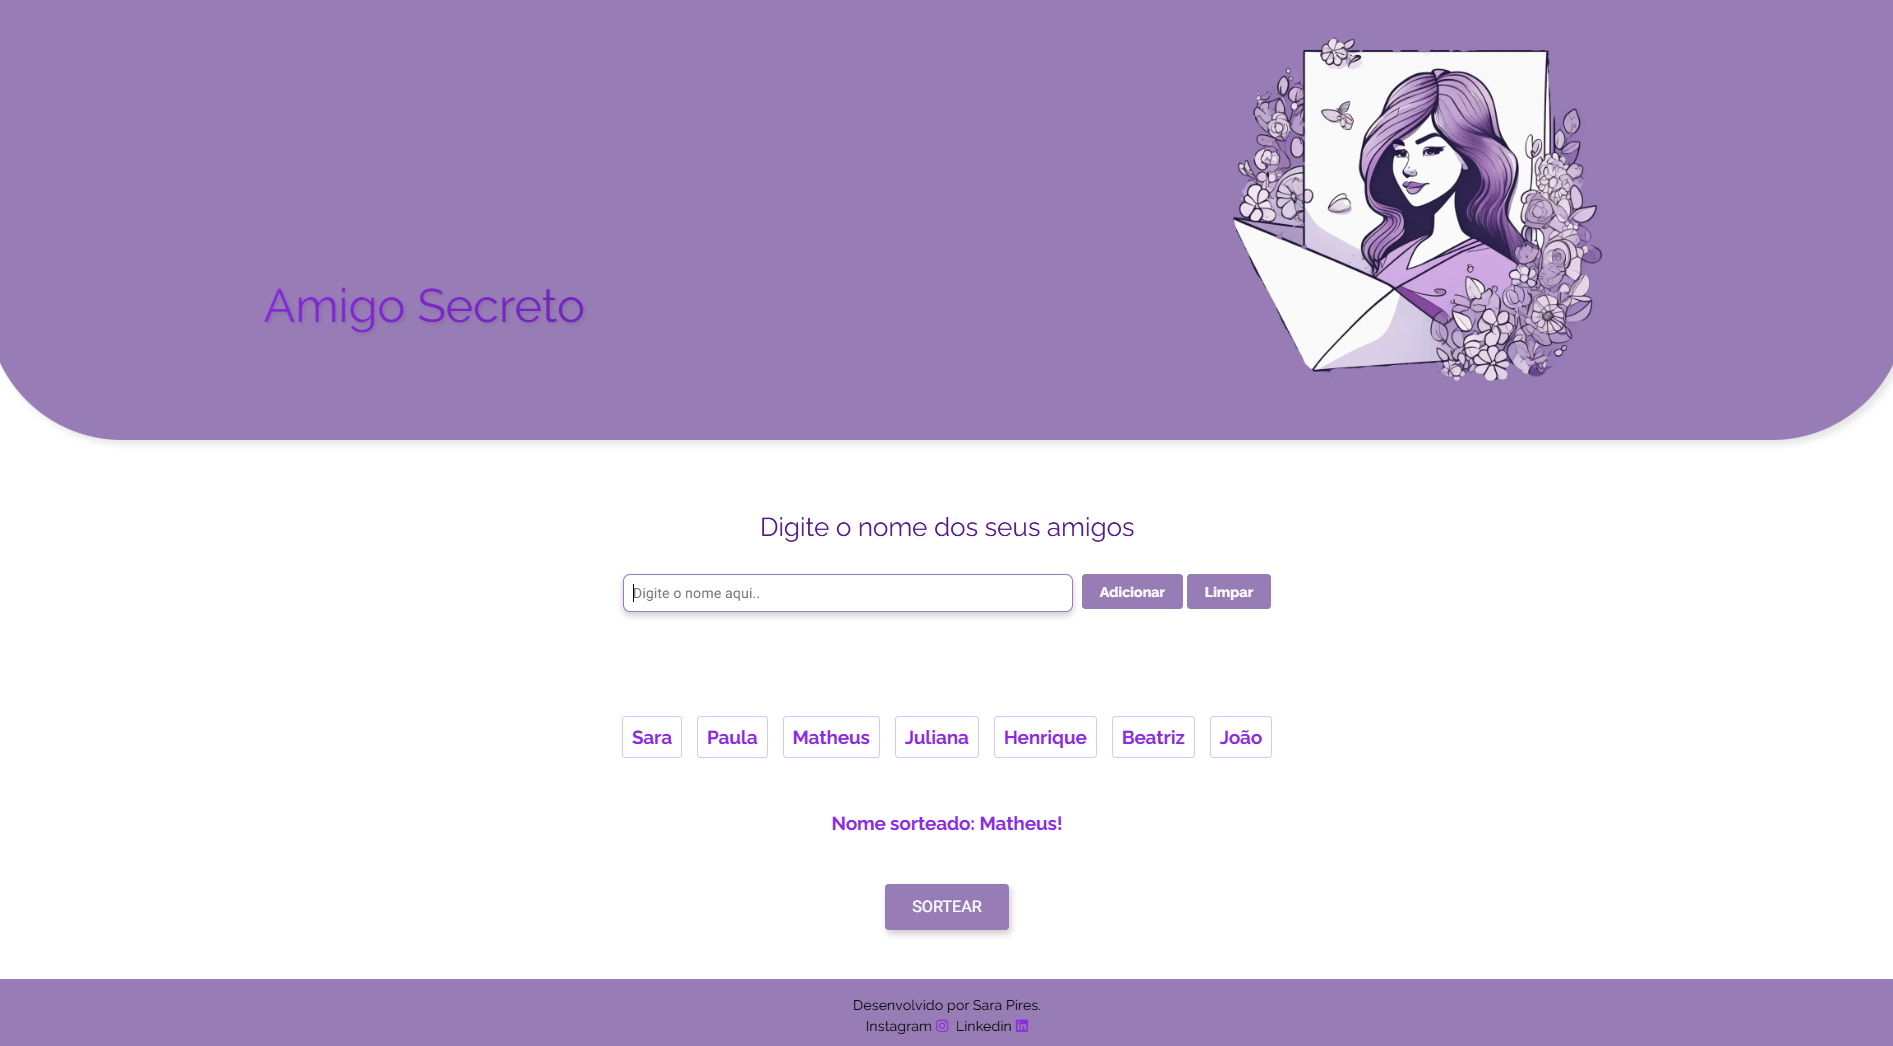 Amigo Secreto
Digite o nome dos seus amigos
Digite o nome aqui.. Adicionar Limpar
Sara Paula Matheus Juliana Henrique Beatriz João
Nome sorteado: Matheus!
SORTEAR
Desenvolvido por Sara Pires.
Instagram Linkedin